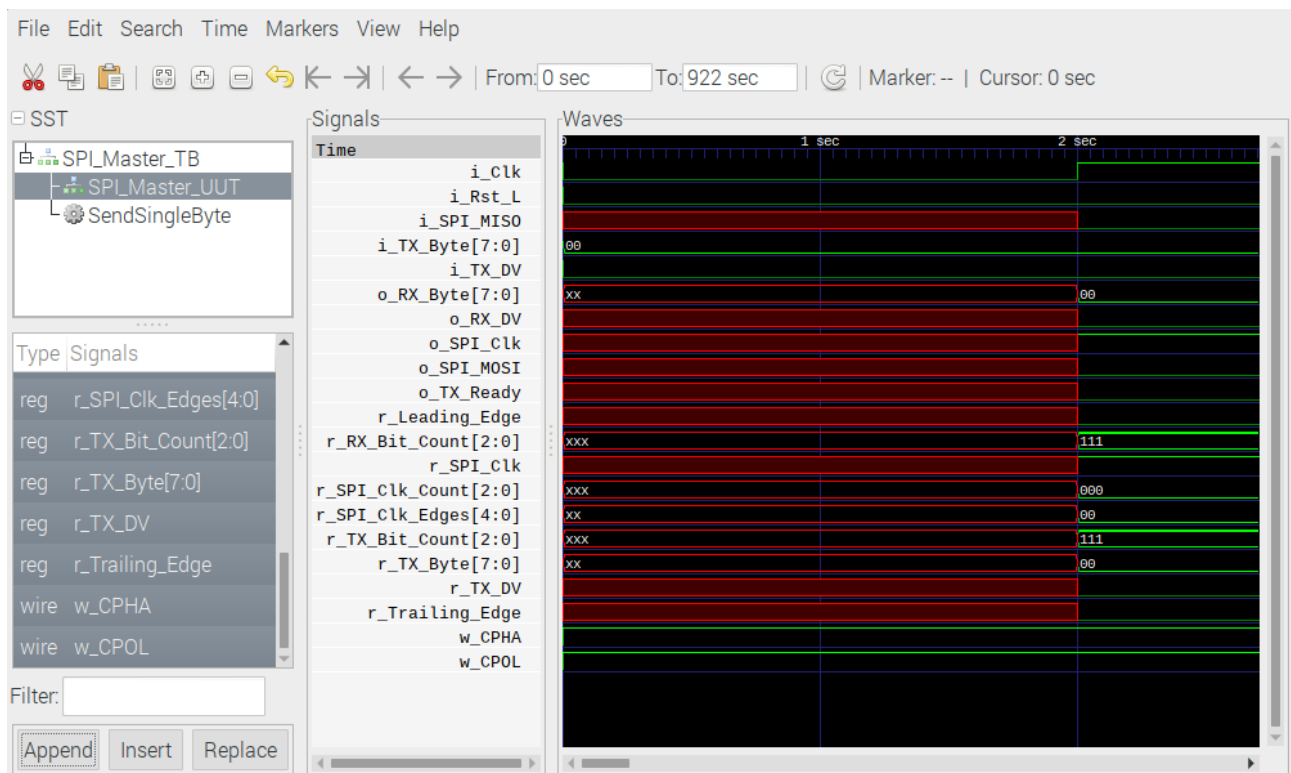 File Edit Search Time Markers View Help
From: 0 sec To: 922 sec Marker: -- | Cursor: 0 sec
SST
SPI_Master_TB
SPI_Master_UUT
SendSingleByte
Type Signals
reg r_SPI_Clk_Edges[4:0]
reg r_TX_Bit_Count[2:0]
reg r_TX_Byte[7:0]
reg r_TX_DV
reg r_Trailing_Edge
wire w_CPHA
wire w_CPOL
Filter:
Append Insert Replace
Signals
Time
i_Clk
i_Rst_L
i_SPI_MISO
i_TX_Byte[7:0]
i_TX_DV
o_RX_Byte[7:0]
o_RX_DV
o_SPI_Clk
o_SPI_MOSI
o_TX_Ready
r_Leading_Edge
r_RX_Bit_Count[2:0]
r_SPI_Clk
r_SPI_Clk_Count[2:0]
r_SPI_Clk_Edges[4:0]
r_TX_Bit_Count[2:0]
r_TX_Byte[7:0]
r_TX_DV
r_Trailing_Edge
w_CPHA
w_CPOL
Waves
0 1 sec 2 sec
00
xx 00
xxx 111
xxx 000
xx 00
xxx 111
xx 00